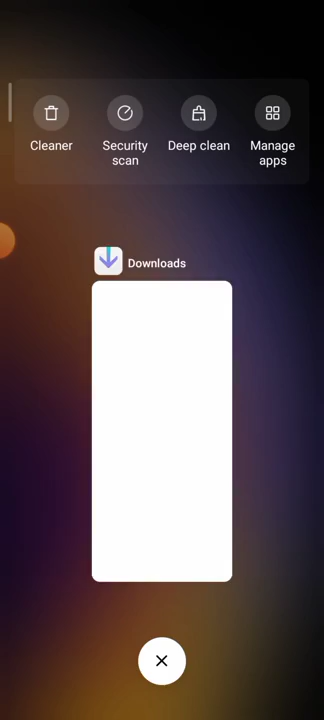 Cleaner
Security
scan
Deep clean
Manage
apps
Downloads